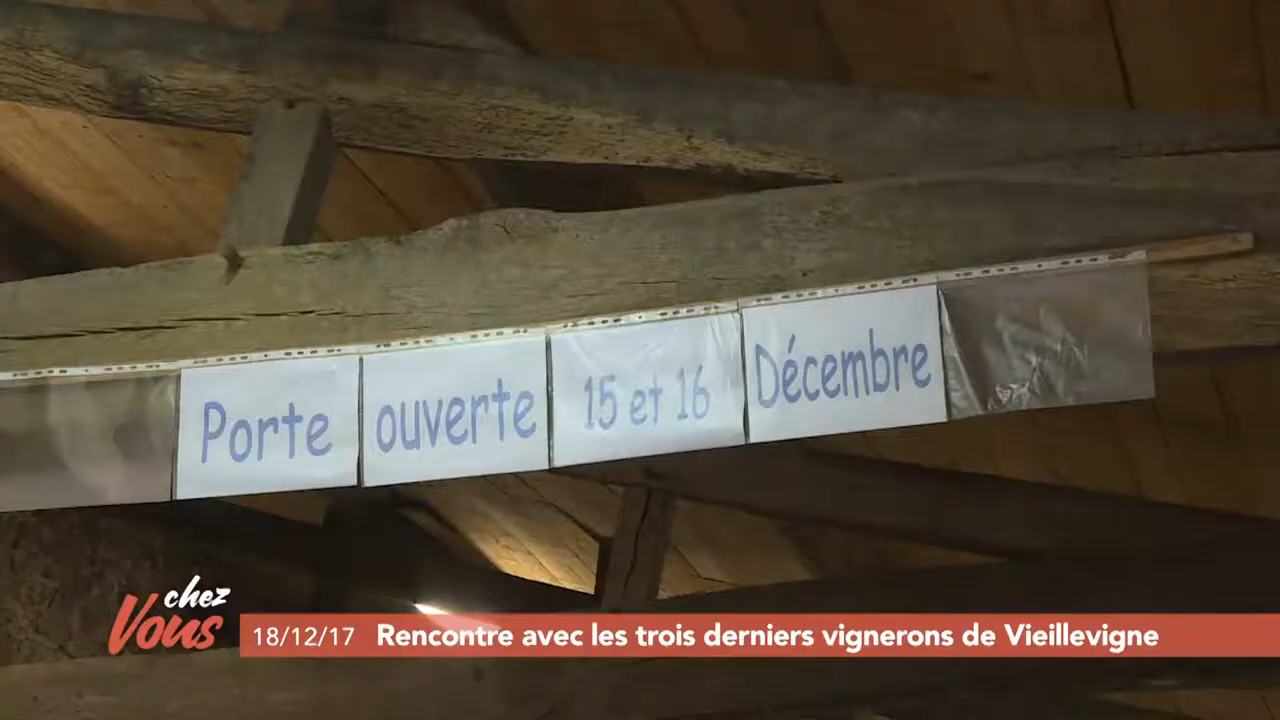 Porte ouverte 15 et 16 Décembre
chez
Vous
18/12/17 Rencontre avec les trois derniers vignerons de Vieillevigne